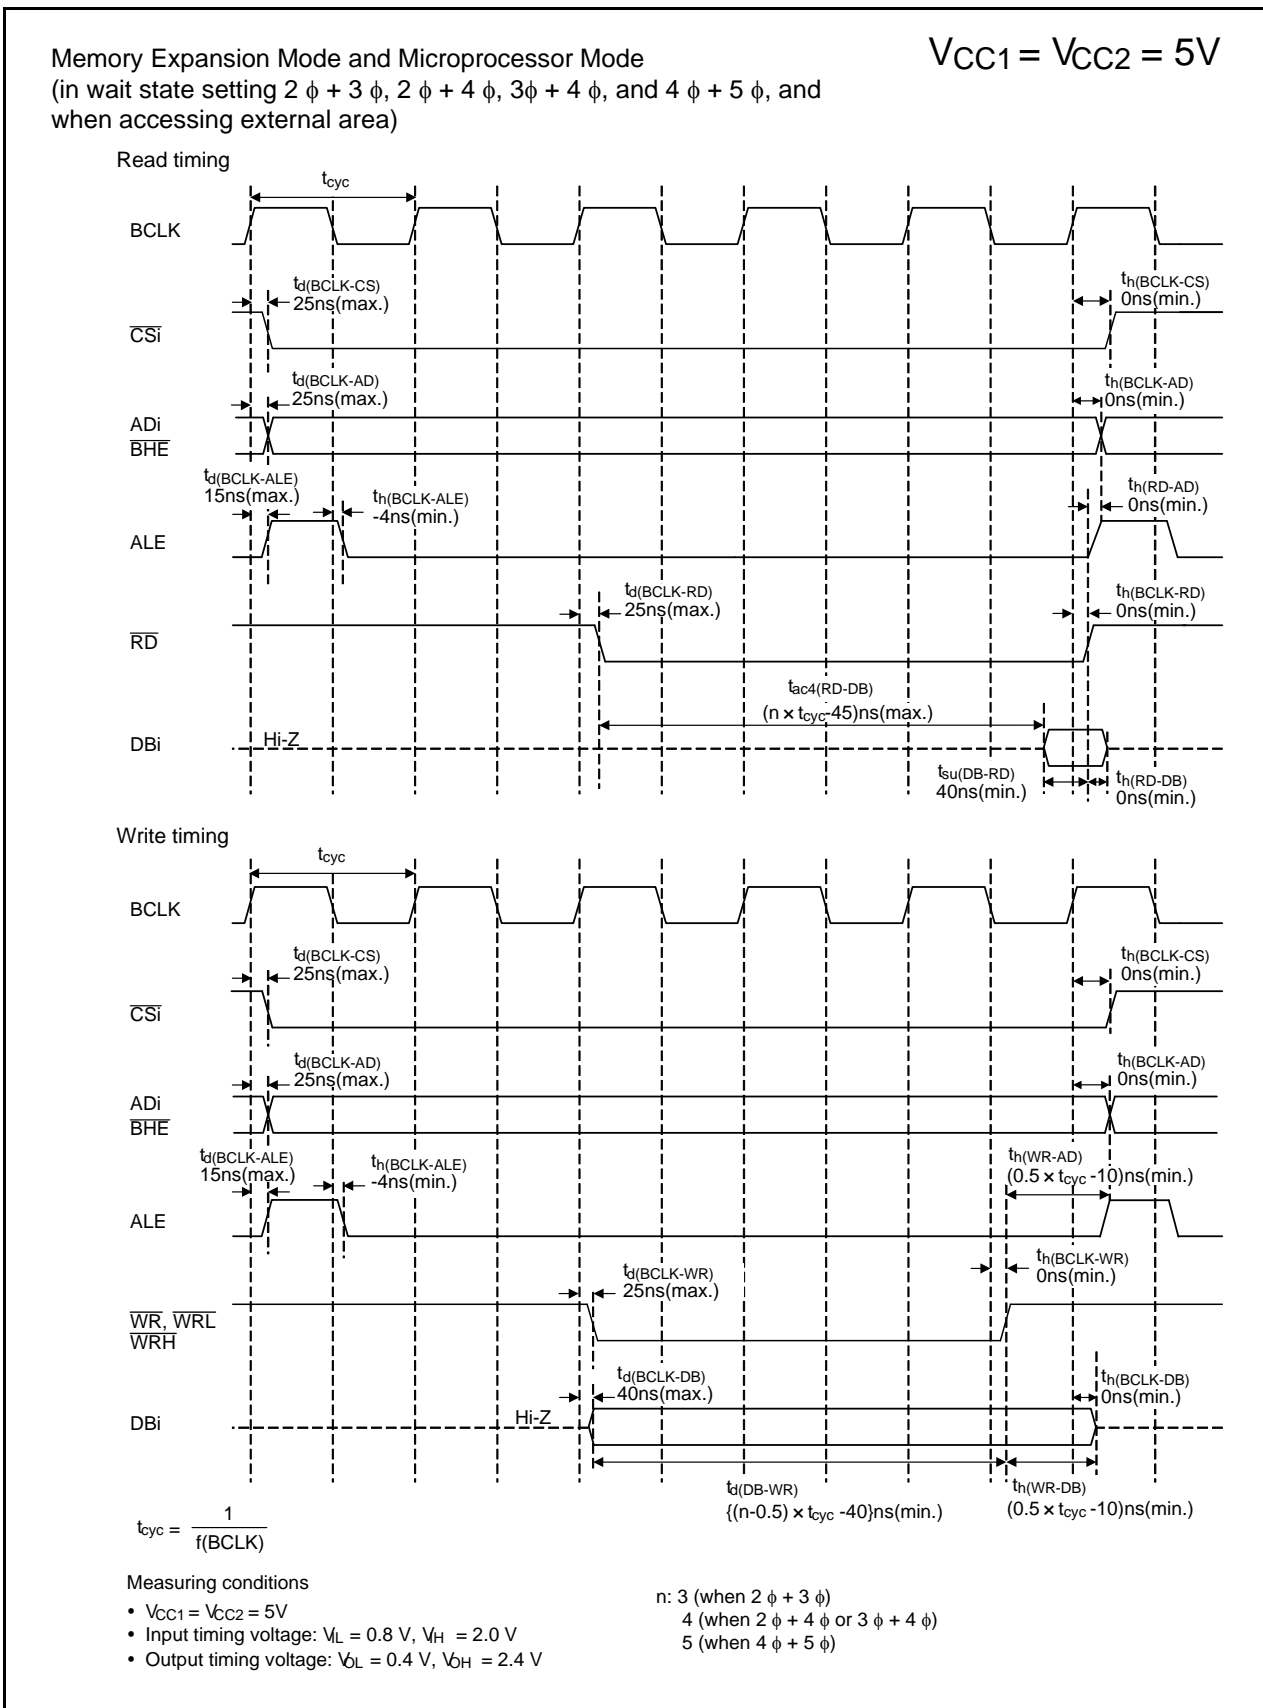 Memory Expansion Mode and Microprocessor Mode
(in wait state setting 2 ϕ + 3 ϕ, 2 ϕ + 4 ϕ, 3ϕ + 4 ϕ, and 4 ϕ + 5 ϕ, and
when accessing external area)
VCC1 = VCC2 = 5V
Read timing
tcyc
BCLK
td(BCLK-CS)
25ns(max.)
th(BCLK-CS)
0ns(min.)
CSi
td(BCLK-AD)
25ns(max.)
th(BCLK-AD)
0ns(min.)
ADi
BHE
td(BCLK-ALE)
15ns(max.)
th(BCLK-ALE)
-4ns(min.)
th(RD-AD)
0ns(min.)
ALE
td(BCLK-RD)
25ns(max.)
th(BCLK-RD)
0ns(min.)
RD
tac4(RD-DB)
(n × tcyc-45)ns(max.)
DBi
Hi-Z
tsu(DB-RD)
40ns(min.)
th(RD-DB)
0ns(min.)
Write timing
tcyc
BCLK
td(BCLK-CS)
25ns(max.)
th(BCLK-CS)
0ns(min.)
CSi
td(BCLK-AD)
25ns(max.)
th(BCLK-AD)
0ns(min.)
ADi
BHE
td(BCLK-ALE)
15ns(max.)
th(BCLK-ALE)
-4ns(min.)
th(WR-AD)
(0.5 × tcyc -10)ns(min.)
ALE
td(BCLK-WR)
25ns(max.)
th(BCLK-WR)
0ns(min.)
WR, WRL
WRH
td(BCLK-DB)
40ns(max.)
th(BCLK-DB)
0ns(min.)
DBi
Hi-Z
td(DB-WR)
{(n-0.5) × tcyc -40}ns(min.)
th(WR-DB)
(0.5 × tcyc -10)ns(min.)
tcyc = 1
f(BCLK)
Measuring conditions
• VCC1 = VCC2 = 5V
• Input timing voltage: VIL = 0.8 V, VIH = 2.0 V
• Output timing voltage: VOL = 0.4 V, VOH = 2.4 V
n: 3 (when 2 ϕ + 3 ϕ)
4 (when 2 ϕ + 4 ϕ or 3 ϕ + 4 ϕ)
5 (when 4 ϕ + 5 ϕ)